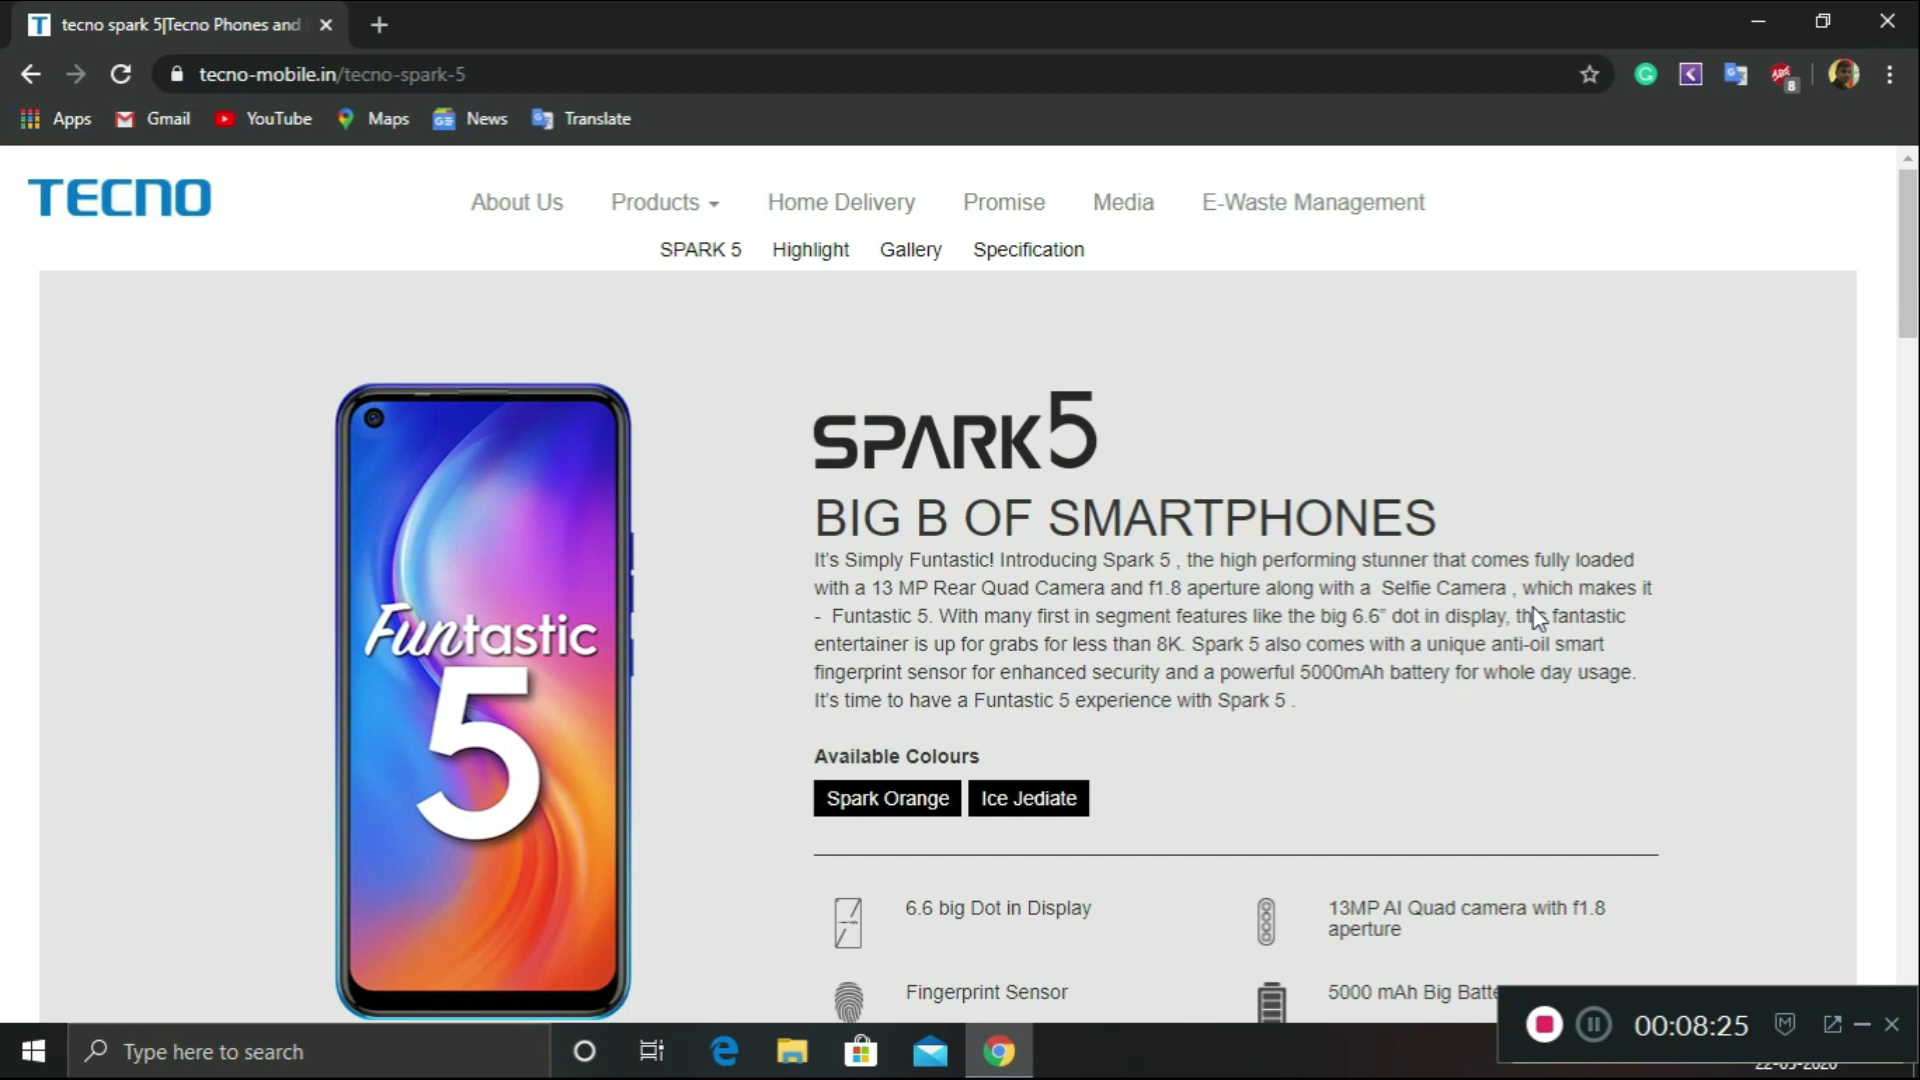 tecno spark 5|Tecno Phones and
tecno-mobile.in/tecno-spark-5
8
Apps Gmail YouTube Maps News Translate
TECNO
About Us Products Home Delivery Promise Media E-Waste Management
SPARK 5 Highlight Gallery Specification
SPARK5
BIG B OF SMARTPHONES
It's Simply Funtastic! Introducing Spark 5 , the high performing stunner that comes fully loaded
with a 13 MP Rear Quad Camera and f1.8 aperture along with a Selfie Camera , which makes it
- Funtastic 5. With many first in segment features like the big 6.6” dot in display, this fantastic
entertainer is up for grabs for less than 8K. Spark 5 also comes with a unique anti-oil smart
fingerprint sensor for enhanced security and a powerful 5000mAh battery for whole day usage.
It's time to have a Funtastic 5 experience with Spark 5 .
Funtastic
5
Available Colours
Spark Orange Ice Jediate
6.6 big Dot in Display
13MP AI Quad camera with f1.8
aperture
Fingerprint Sensor
5000 mAh Big
00:08:25
Type here to search